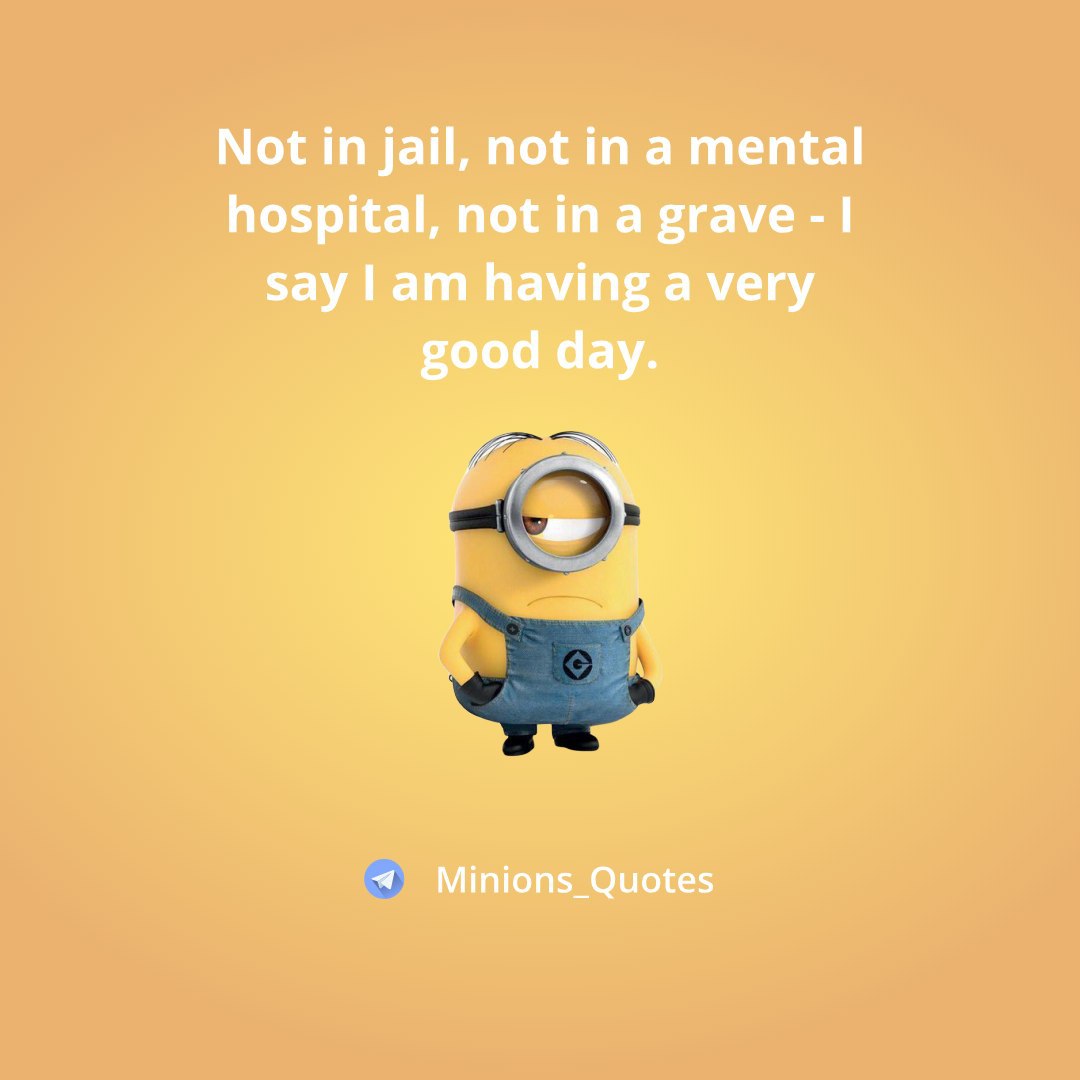 Not in jail, not in a mental
hospital, not in a grave - I
say I am having a very
good day.
Minions_Quotes